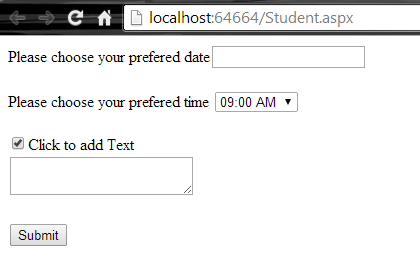 localhost:64664/Student.aspx
Please choose your prefered date
Please choose your prefered time 09:00 AM
Click to add Text
Submit